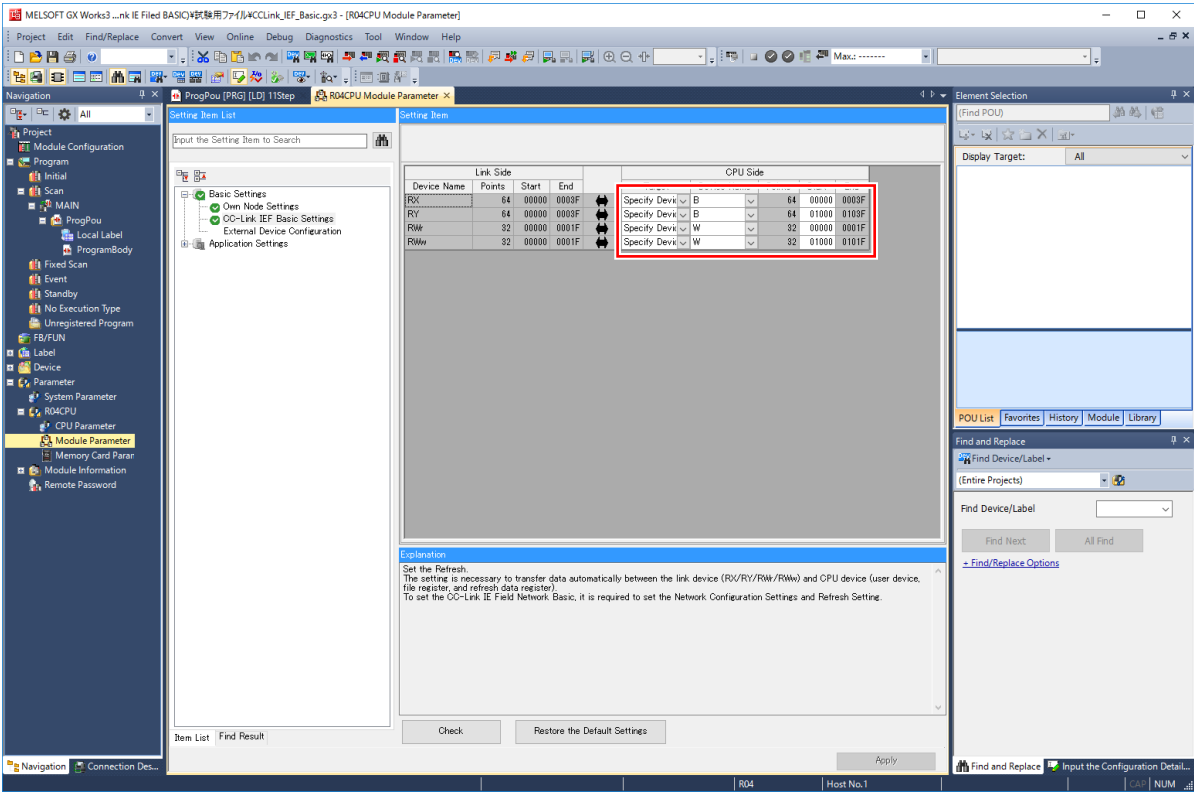 MELSOFT GX Works3 ...nk IE Filed BASIC)¥試験用ファイル¥CCLink_IEF_Basic.gx3 - [R04CPU Module Parameter]
Project Edit Find/Replace Convert View Online Debug Diagnostics Tool Window Help
Max.: -------
Navigation
ProgPou [PRG] [LD] 11Step
R04CPU Module Parameter
Element Selection
All
Setting Item List
Setting Item
(Find POU)
Input the Setting Item to Search
Display Target: All
Project
Module Configuration
Program
Initial
Scan
MAIN
ProgPou
Local Label
ProgramBody
Fixed Scan
Event
Standby
No Execution Type
Unregistered Program
FB/FUN
Label
Device
Parameter
System Parameter
R04CPU
CPU Parameter
Module Parameter
Memory Card Parar
Module Information
Remote Password
Basic Settings
Own Node Settings
CC-Link IEF Basic Settings
External Device Configuration
Application Settings
Link Side CPU Side
Device Name Points Start End
RX 64 00000 0003F Specify Devic B 64 00000 0003F
RY 64 00000 0003F Specify Devic B 64 01000 0103F
RWr 32 00000 0001F Specify Devic W 32 00000 0001F
RWw 32 00000 0001F Specify Devic W 32 01000 0101F
POU List Favorites History Module Library
Find and Replace
Find Device/Label
(Entire Projects)
Find Device/Label
Find Next All Find
+ Find/Replace Options
Explanation
Set the Refresh.
The setting is necessary to transfer data automatically between the link device (RX/RY/RWr/RWw) and CPU device (user device,
file register, and refresh data register).
To set the CC-Link IE Field Network Basic, it is required to set the Network Configuration Settings and Refresh Setting.
Check Restore the Default Settings
Item List Find Result
Apply
Navigation Connection Des...
Find and Replace Input the Configuration Detail...
R04 Host No.1 CAP NUM